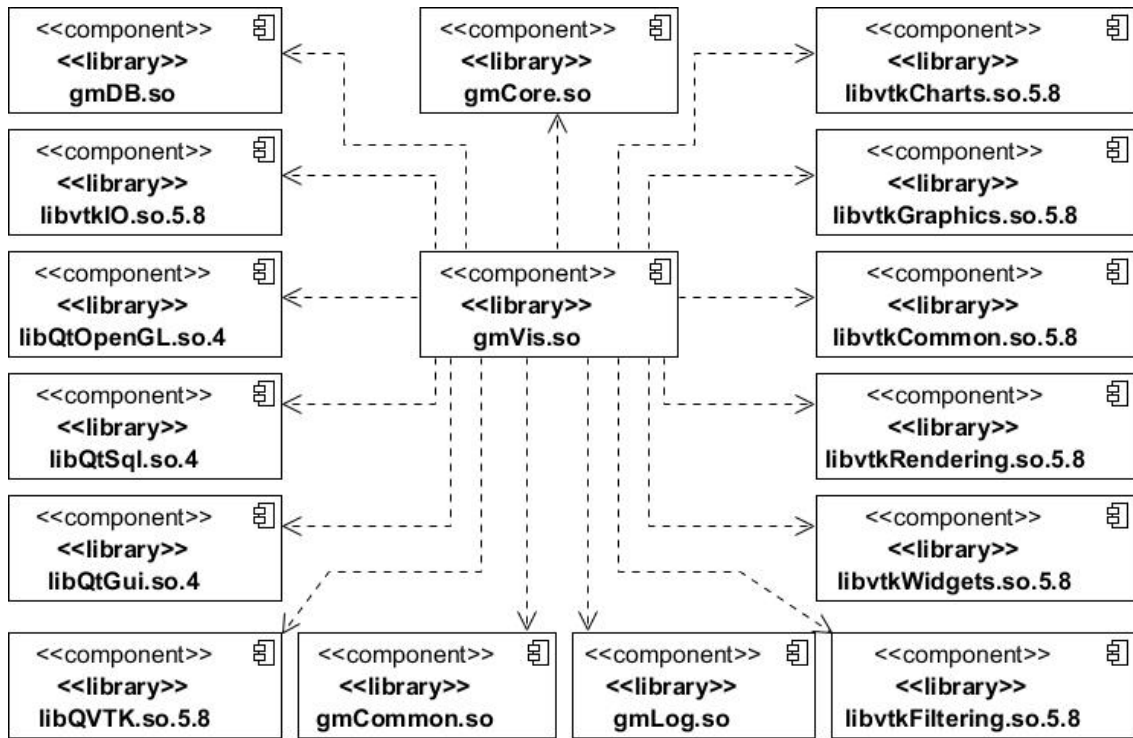 <<component>>
<<library>>
gmDB.so
<<component>>
<<library>>
gmCore.so
<<component>>
<<library>>
libvtkCharts.so.5.8
<<component>>
<<library>>
libvtkIO.so.5.8
<<component>>
<<library>>
libvtkGraphics.so.5.8
<<component>>
<<library>>
libQtOpenGL.so.4
<<component>>
<<library>>
gmVis.so
<<component>>
<<library>>
libvtkCommon.so.5.8
<<component>>
<<library>>
libQtSql.so.4
<<component>>
<<library>>
libvtkRendering.so.5.8
<<component>>
<<library>>
libQtGui.so.4
<<component>>
<<library>>
libvtkWidgets.so.5.8
<<component>>
<<library>>
libQVTK.so.5.8
<<component>>
<<library>>
gmCommon.so
<<component>>
<<library>>
gmLog.so
<<component>>
<<library>>
libvtkFiltering.so.5.8